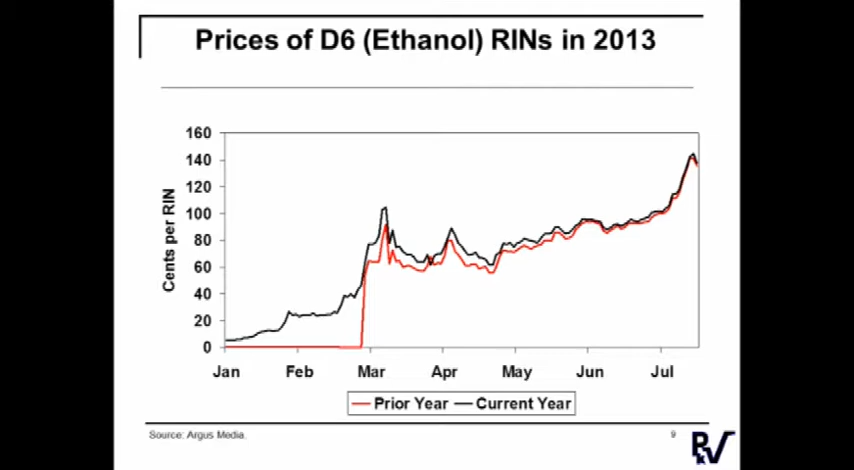 Prices of D6 (Ethanol) RINs in 2013
Cents per RIN
160
140
120
100
80
60
40
20
0
Jan Feb Mar Apr May Jun Jul
Prior Year Current Year
Source: Argus Media.
9